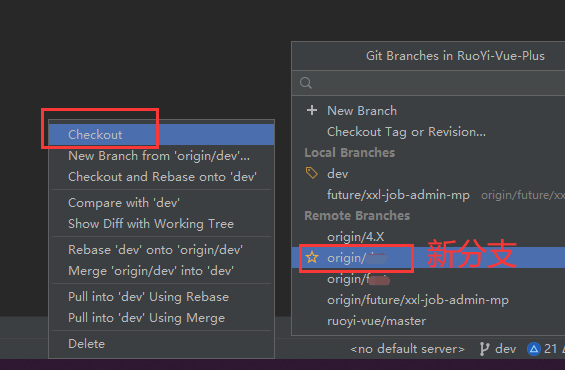 Git Branches in RuoYi-Vue-Plus
New Branch
Checkout Tag or Revision...
Local Branches
dev
future/xxl-job-admin-mp origin/future/xx
Remote Branches
origin/4.X
origin/
新分支
origin/
origin/future/xxl-job-admin-mp
ruoyi-vue/master
Checkout
New Branch from 'origin/dev'...
Checkout and Rebase onto 'dev'
Compare with 'dev'
Show Diff with Working Tree
Rebase 'dev' onto 'origin/dev'
Merge 'origin/dev' into 'dev'
Pull into 'dev' Using Rebase
Pull into 'dev' Using Merge
Delete
<no default server> dev 21